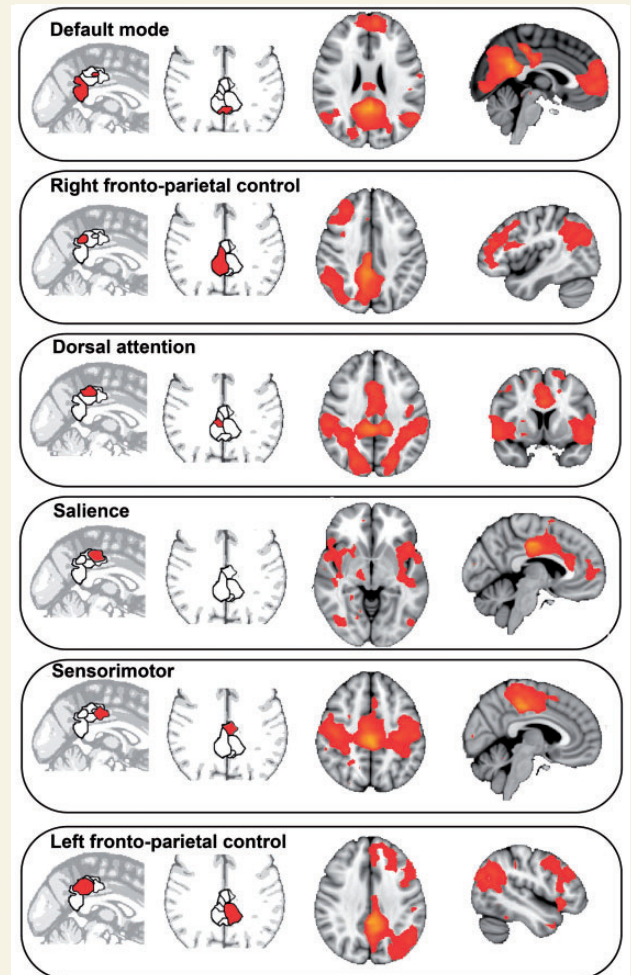 Default mode
Right fronto-parietal control
Dorsal attention
Salience
Sensorimotor
Left fronto-parietal control